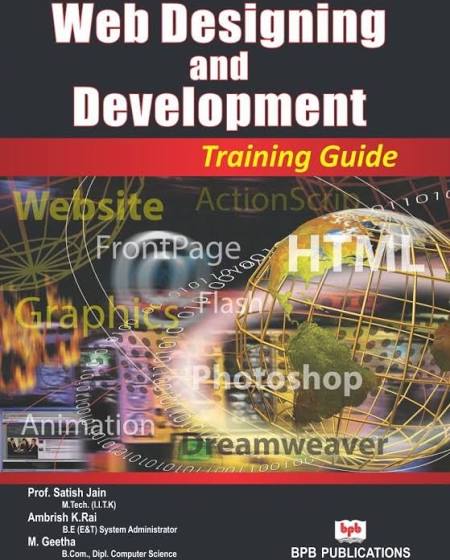 Web Designing
and
Development
Training Guide
Website
ActionScrip
FrontPage
HTML
Graphics
Flash
Photoshop
Animation
Dreamweaver
Prof. Satish Jain
M.Tech. (I.I.T.K)
Ambrish K.Rai
B.E (E&T) System Administrator
M. Geetha
B.Com., Dipl. Computer Science
bpb
BPB PUBLICATIONS